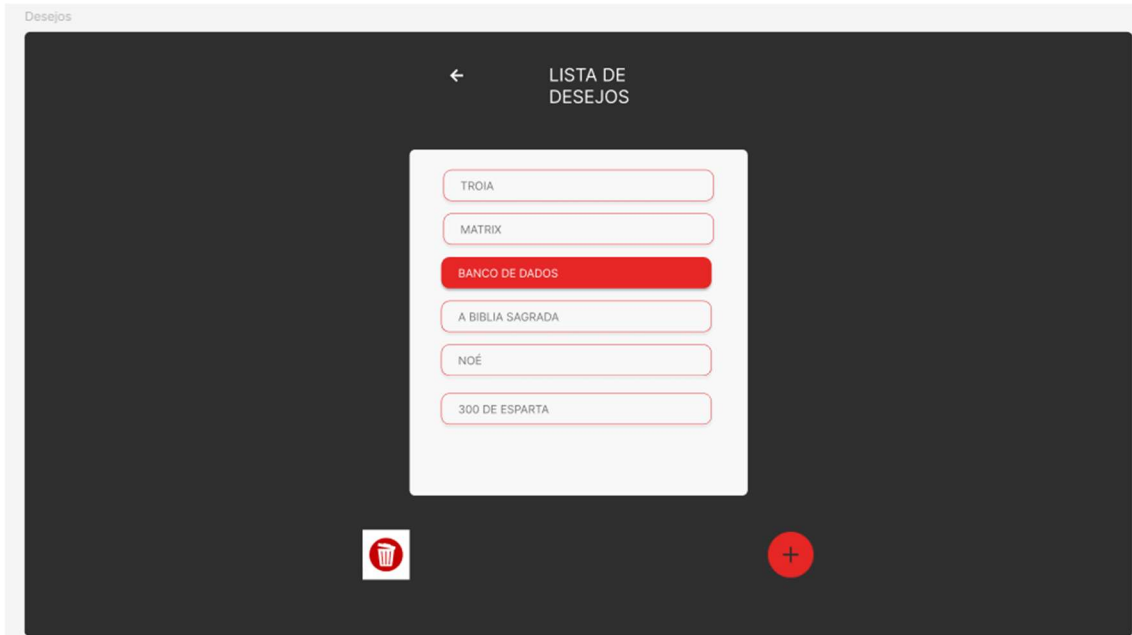 Desejos
LISTA DE
DESEJOS
TROIA
MATRIX
BANCO DE DADOS
A BIBLIA SAGRADA
NOÉ
300 DE ESPARTA